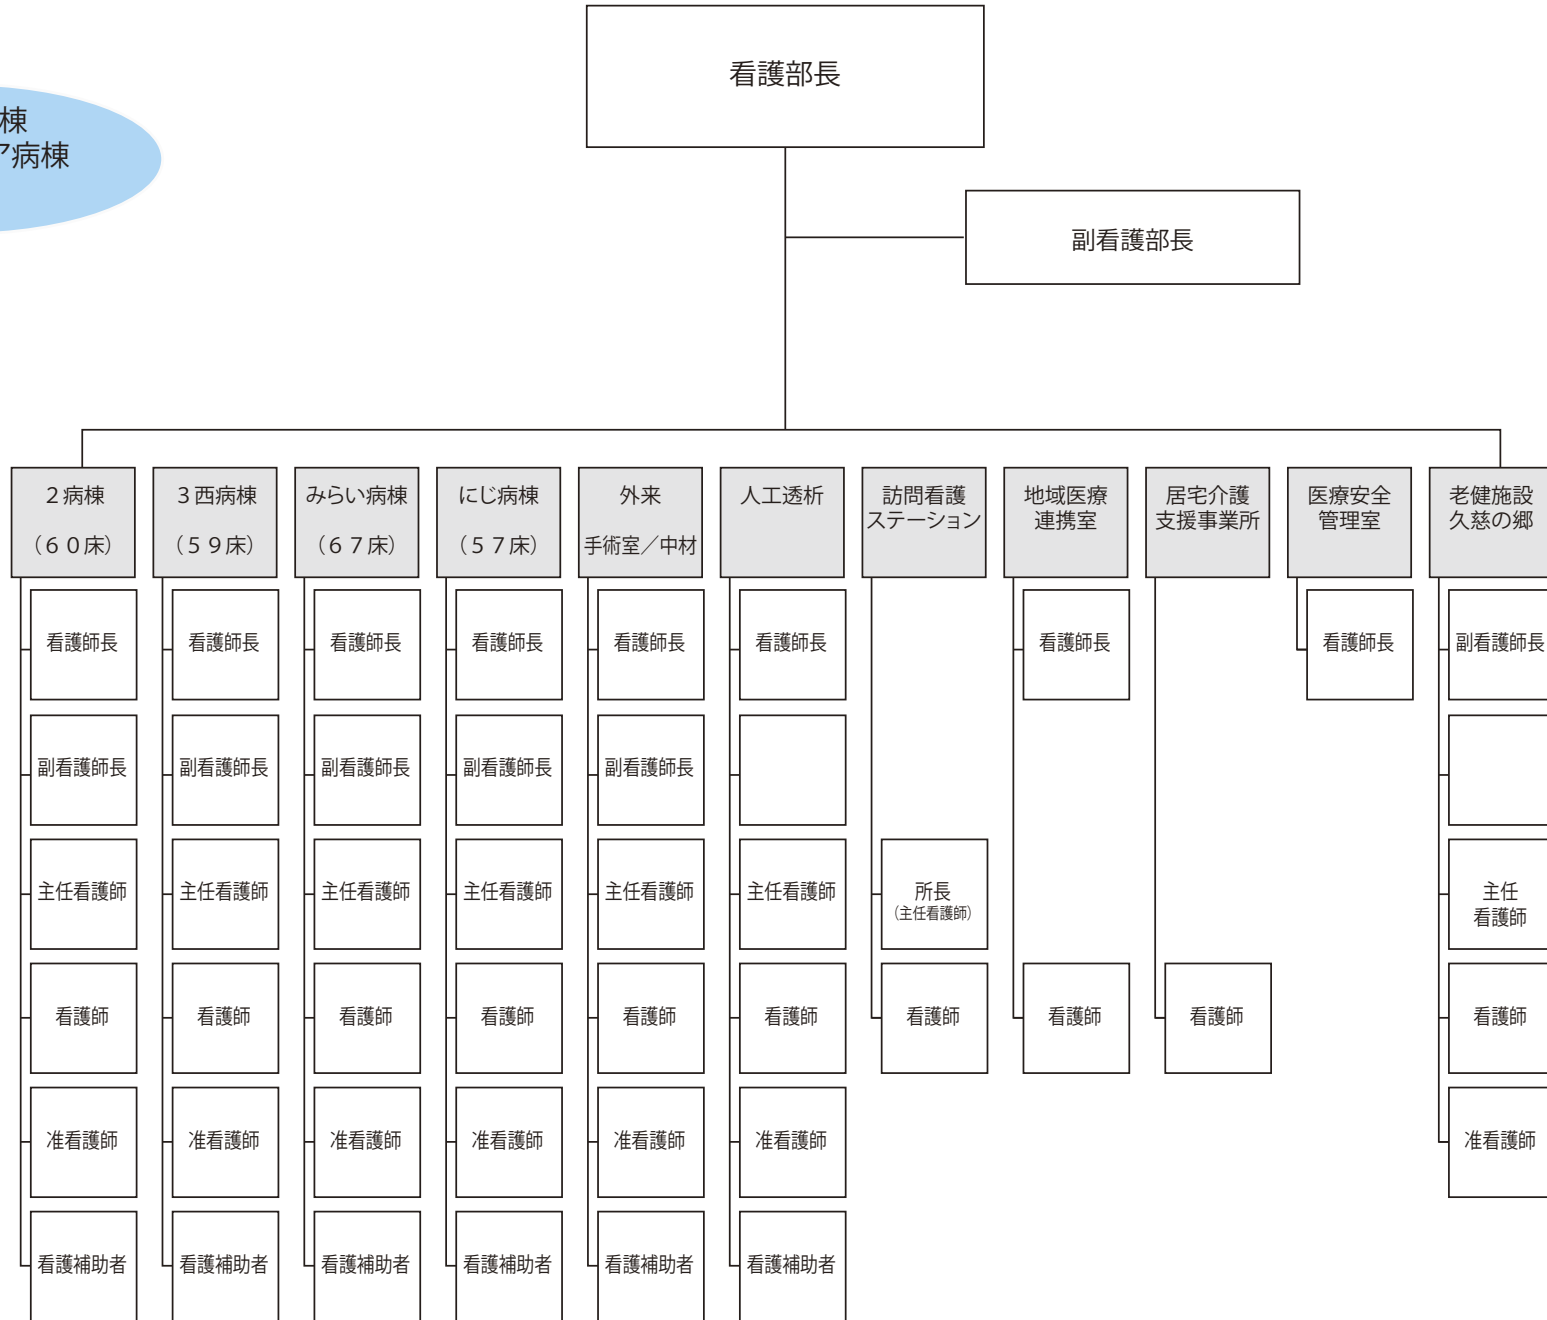 看護部長
棟
ア病棟
副看護部長
２病棟
（６０床）
３西病棟
（５９床）
みらい病棟
（６７床）
にじ病棟
（５７床）
外来
手術室／中材
人工透析
訪問看護
ステーション
地域医療
連携室
居宅介護
支援事業所
医療安全
管理室
老健施設
久慈の郷
看護師長
看護師長
看護師長
看護師長
看護師長
看護師長
看護師長
看護師長
副看護師長
副看護師長
副看護師長
副看護師長
副看護師長
副看護師長
主任看護師
主任看護師
主任看護師
主任看護師
主任看護師
主任看護師
所長
（主任看護師）
主任
看護師
看護師
看護師
看護師
看護師
看護師
看護師
看護師
看護師
看護師
看護師
准看護師
准看護師
准看護師
准看護師
准看護師
准看護師
准看護師
看護補助者
看護補助者
看護補助者
看護補助者
看護補助者
看護補助者